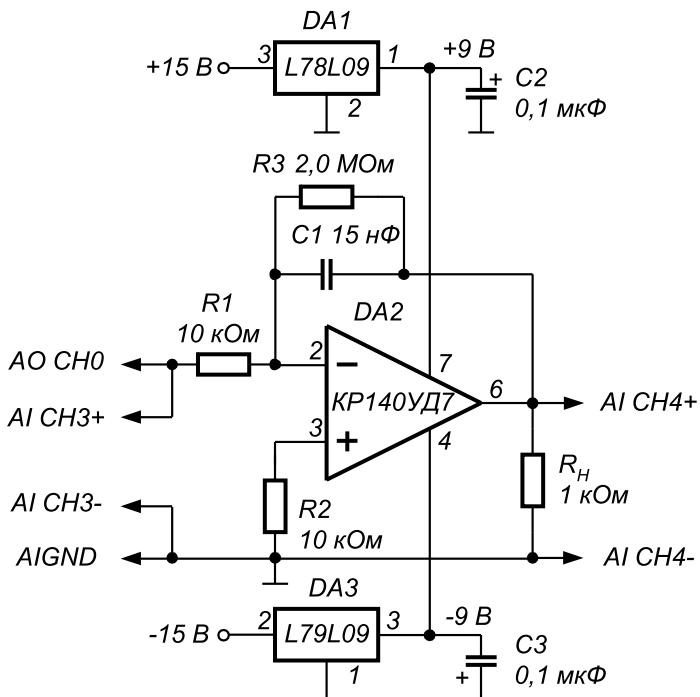 DA1
+15 В
3
L78L09
1
+9 В
2
+
C2
0,1 мкФ
R3 2,0 МОм
C1 15 нФ
R1
10 кОм
DA2
AO CH0
2
−
7
AI CH3+
КР140УД7
6
AI CH4+
3
+
4
AI CH3-
R2
10 кОм
RН
1 кОм
AIGND
AI CH4-
DA3
-15 В
2
L79L09
3
-9 В
1
+
C3
0,1 мкФ